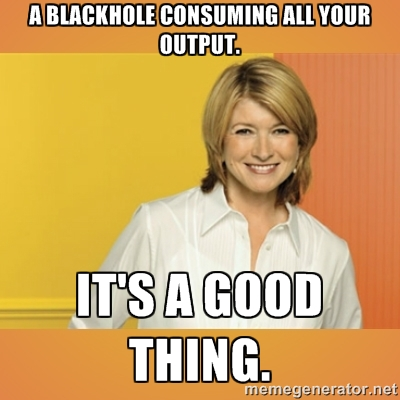 A BLACKHOLE CONSUMING ALL YOUR
OUTPUT.
IT'S A GOOD
THING.
memegenerator.net